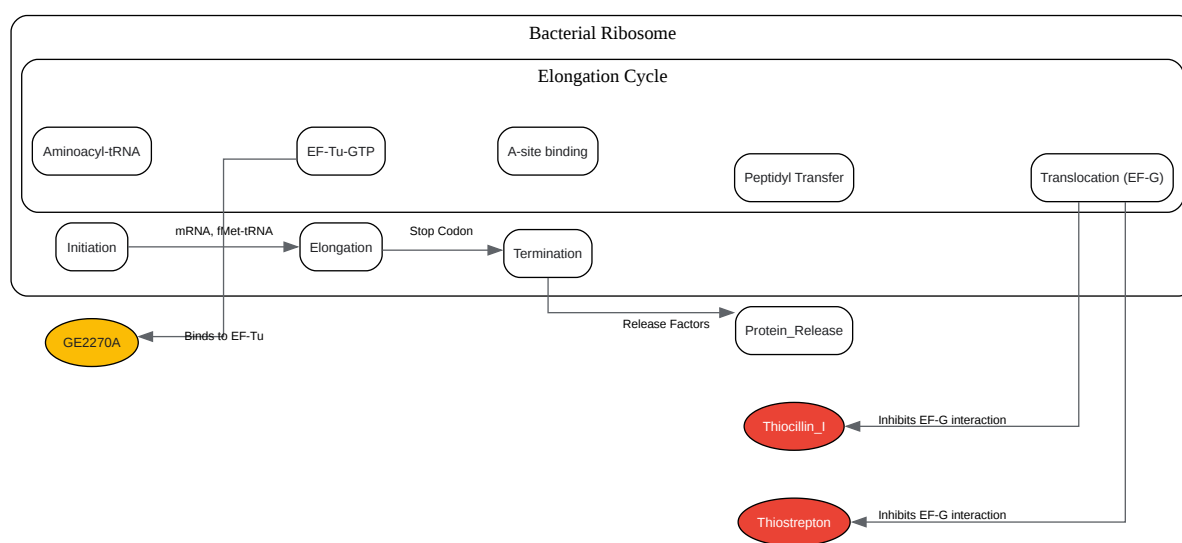 Bacterial Ribosome
Elongation Cycle
Aminoacyl-tRNA
EF-Tu-GTP
A-site binding
Peptidyl Transfer
Translocation (EF-G)
Initiation
mRNA, fMet-tRNA
Elongation
Stop Codon
Termination
GE2270A
Binds to EF-Tu
Release Factors
Protein_Release
Thiocillin_I
Inhibits EF-G interaction
Thiostrepton
Inhibits EF-G interaction